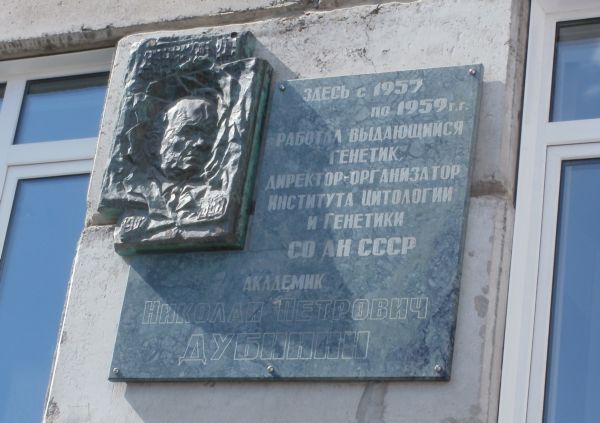 ЗДЕСЬ С 1957
ПО 1959 Г.Г.
РАБОТАЛ ВЫДАЮЩИЙСЯ
ГЕНЕТИК,
ДИРЕКТОР-ОРГАНИЗАТОР
ИНСТИТУТА ЦИТОЛОГИИ
И ГЕНЕТИКИ
СО АН СССР
АКАДЕМИК
НИКОЛАЙ ПЕТРОВИЧ
ДУБИНИН
1907